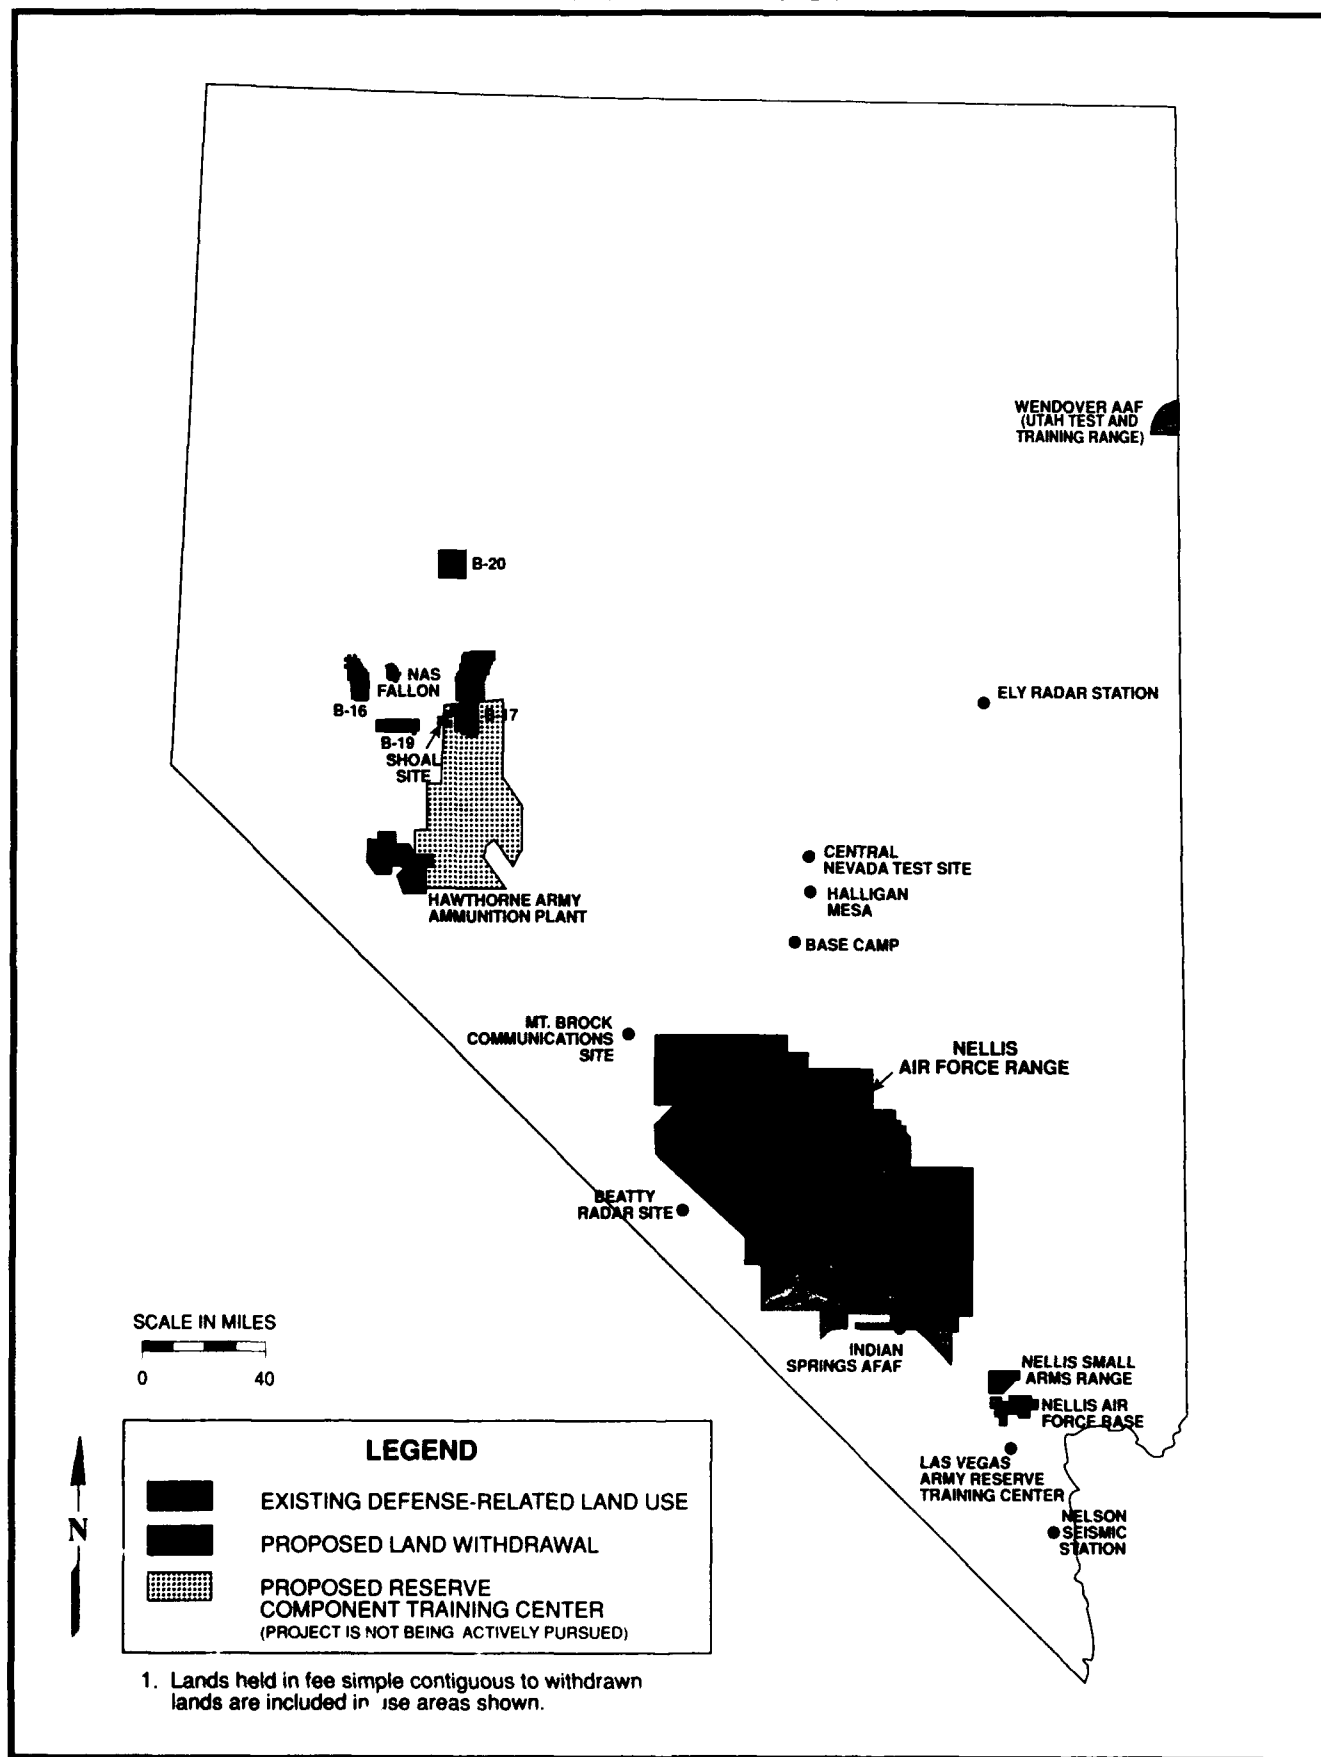 WENDOVER AAF
(UTAH TEST AND
TRAINING RANGE)
B-20
NAS
FALLON
B-16
B-17
B-19
SHOAL
SITE
ELY RADAR STATION
CENTRAL
NEVADA TEST SITE
HALLIGAN
MESA
HAWTHORNE ARMY
AMMUNITION PLANT
BASE CAMP
MT. BROCK
COMMUNICATIONS
SITE
NELLIS
AIR FORCE RANGE
BEATTY
RADAR SITE
SCALE IN MILES
0 40
INDIAN
SPRINGS AFAF
NELLIS SMALL
ARMS RANGE
NELLIS AIR
FORCE BASE
LAS VEGAS
ARMY RESERVE
TRAINING CENTER
NELSON
SEISMIC
STATION
N
LEGEND
EXISTING DEFENSE-RELATED LAND USE
PROPOSED LAND WITHDRAWAL
PROPOSED RESERVE
COMPONENT TRAINING CENTER
(PROJECT IS NOT BEING ACTIVELY PURSUED)
1. Lands held in fee simple contiguous to withdrawn
lands are included in use areas shown.